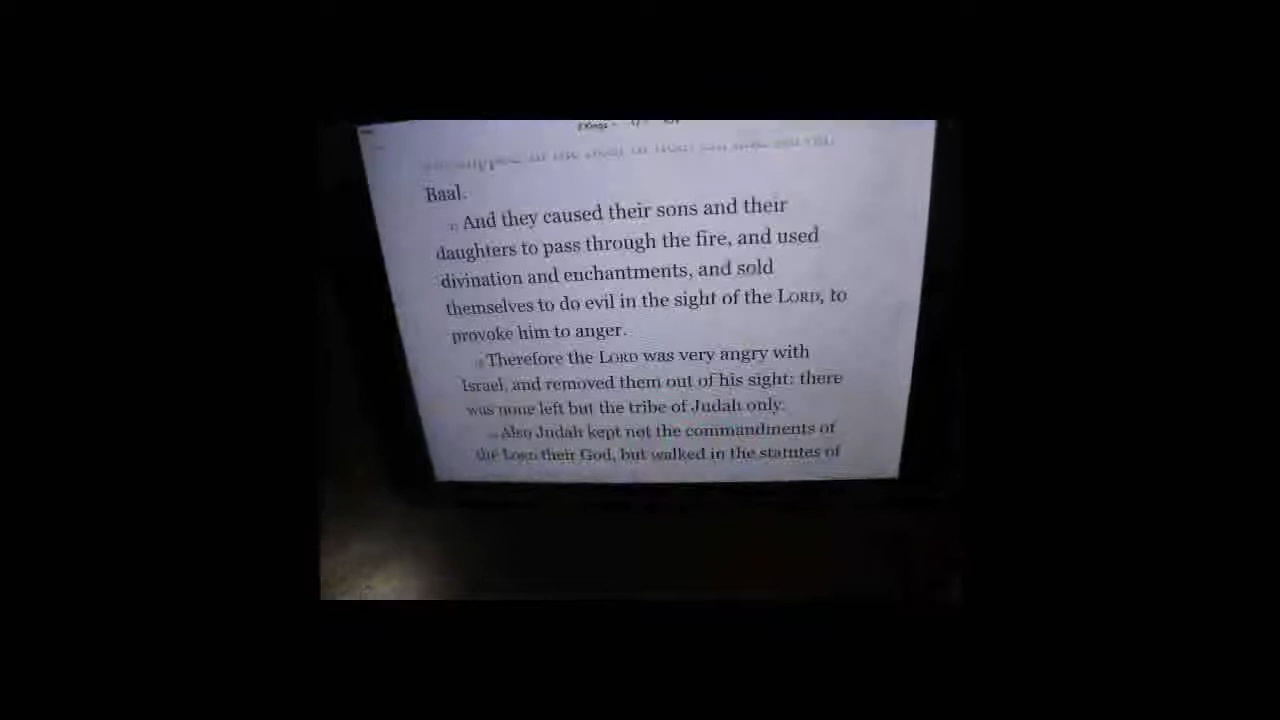 Baal.
And they caused their sons and their
daughters to pass through the fire, and used
divination and enchantments, and sold
themselves to do evil in the sight of the LORD, to
provoke him to anger.
Therefore the LORD was very angry with
Israel, and removed them out of his sight: there
was none left but the tribe of Judah only.
Also Judah kept not the commandments of
the LORD their God, but walked in the statutes of